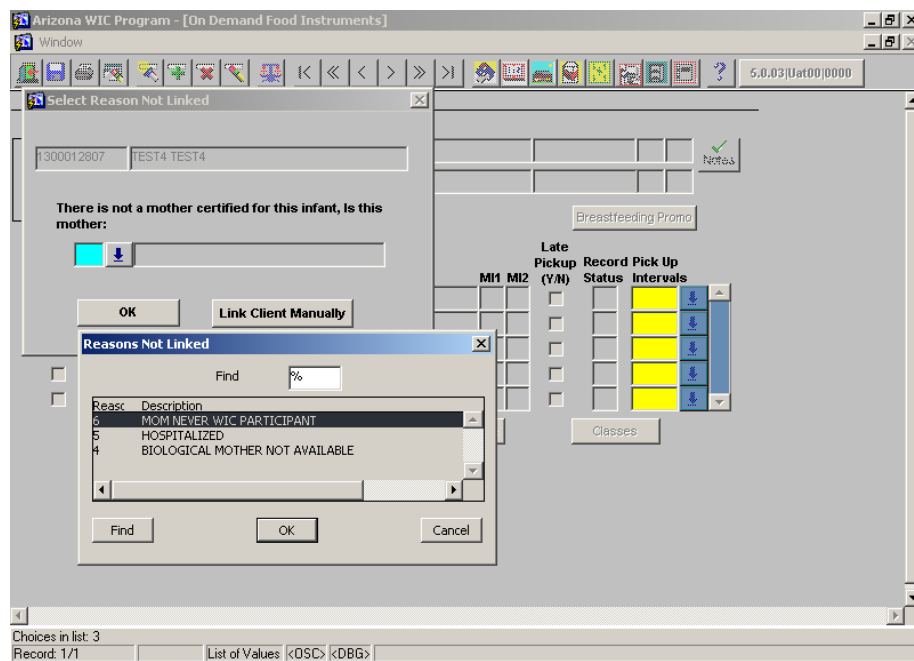 Arizona WIC Program - [On Demand Food Instruments]
Window
5.0.03|Uat00|0000
Select Reason Not Linked
1300012807 TEST4 TEST4
Notes
There is not a mother certified for this infant, Is this
mother:
Breastfeeding Promo
Late
Pickup Record Pick Up
MI1 MI2 (Y/N) Status Intervals
OK Link Client Manually
Reasons Not Linked
Find %
Reasc Description
6 MOM NEVER WIC PARTICIPANT
5 HOSPITALIZED
4 BIOLOGICAL MOTHER NOT AVAILABLE
Classes
Find OK Cancel
Choices in list: 3
Record: 1/1 List of Values <OSC> <DBG>